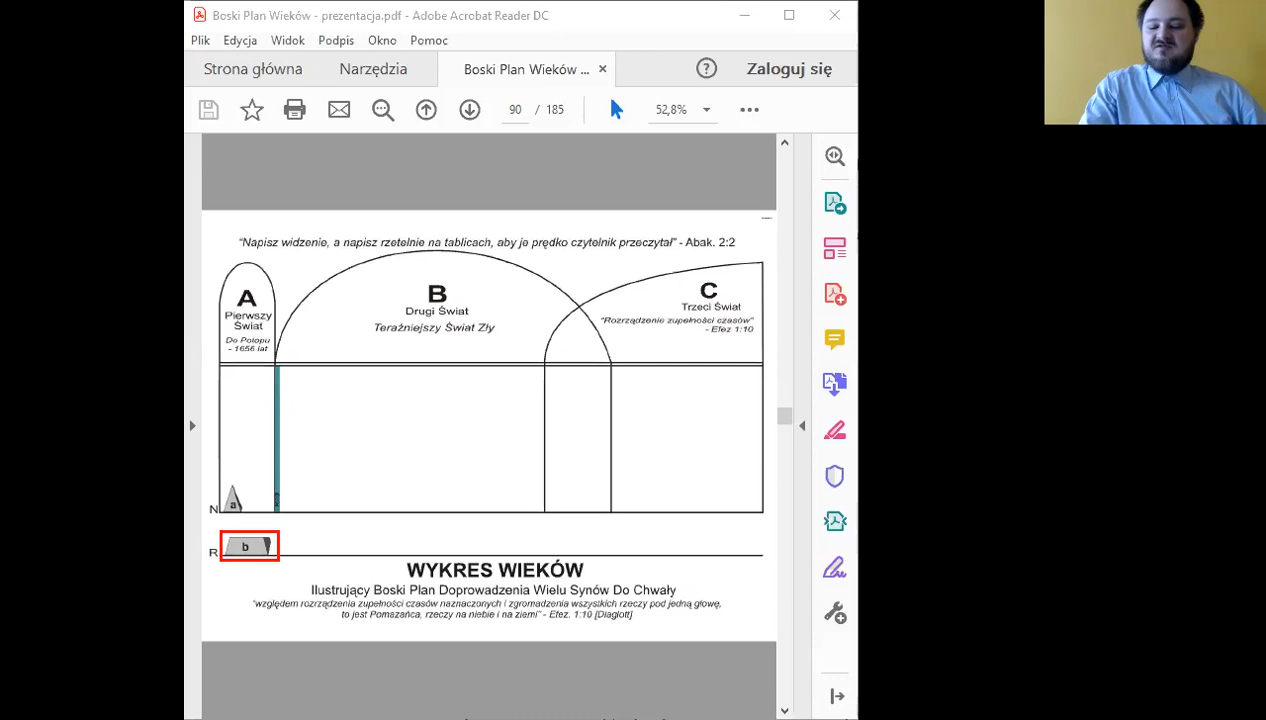 Boski Plan Wieków - prezentacja.pdf - Adobe Acrobat Reader DC
Plik Edycja Widok Podpis Okno Pomoc
Strona główna Narzędzia Boski Plan Wieków ... × ? Zaloguj się
90 / 185 52,8%
"Napisz widzenie, a napisz rzetelnie na tablicach, aby je prędko czytelnik przeczytał" - Abak. 2:2
A
Pierwszy
Świat
Do Potopu
- 1656 lat
B
Drugi Świat
Teraźniejszy Świat Zły
C
Trzeci Świat
"Rozrządzenie zupełności czasów"
- Efez 1:10
N a
R b
WYKRES WIEKÓW
Ilustrujący Boski Plan Doprowadzenia Wielu Synów Do Chwały
"względem rozrządzenia zupełności czasów naznaczonych i zgromadzenia wszystkich rzeczy pod jedną głowę,
to jest Pomazańca, rzeczy na niebie i na ziemi" - Efez. 1:10 [Diaglott]